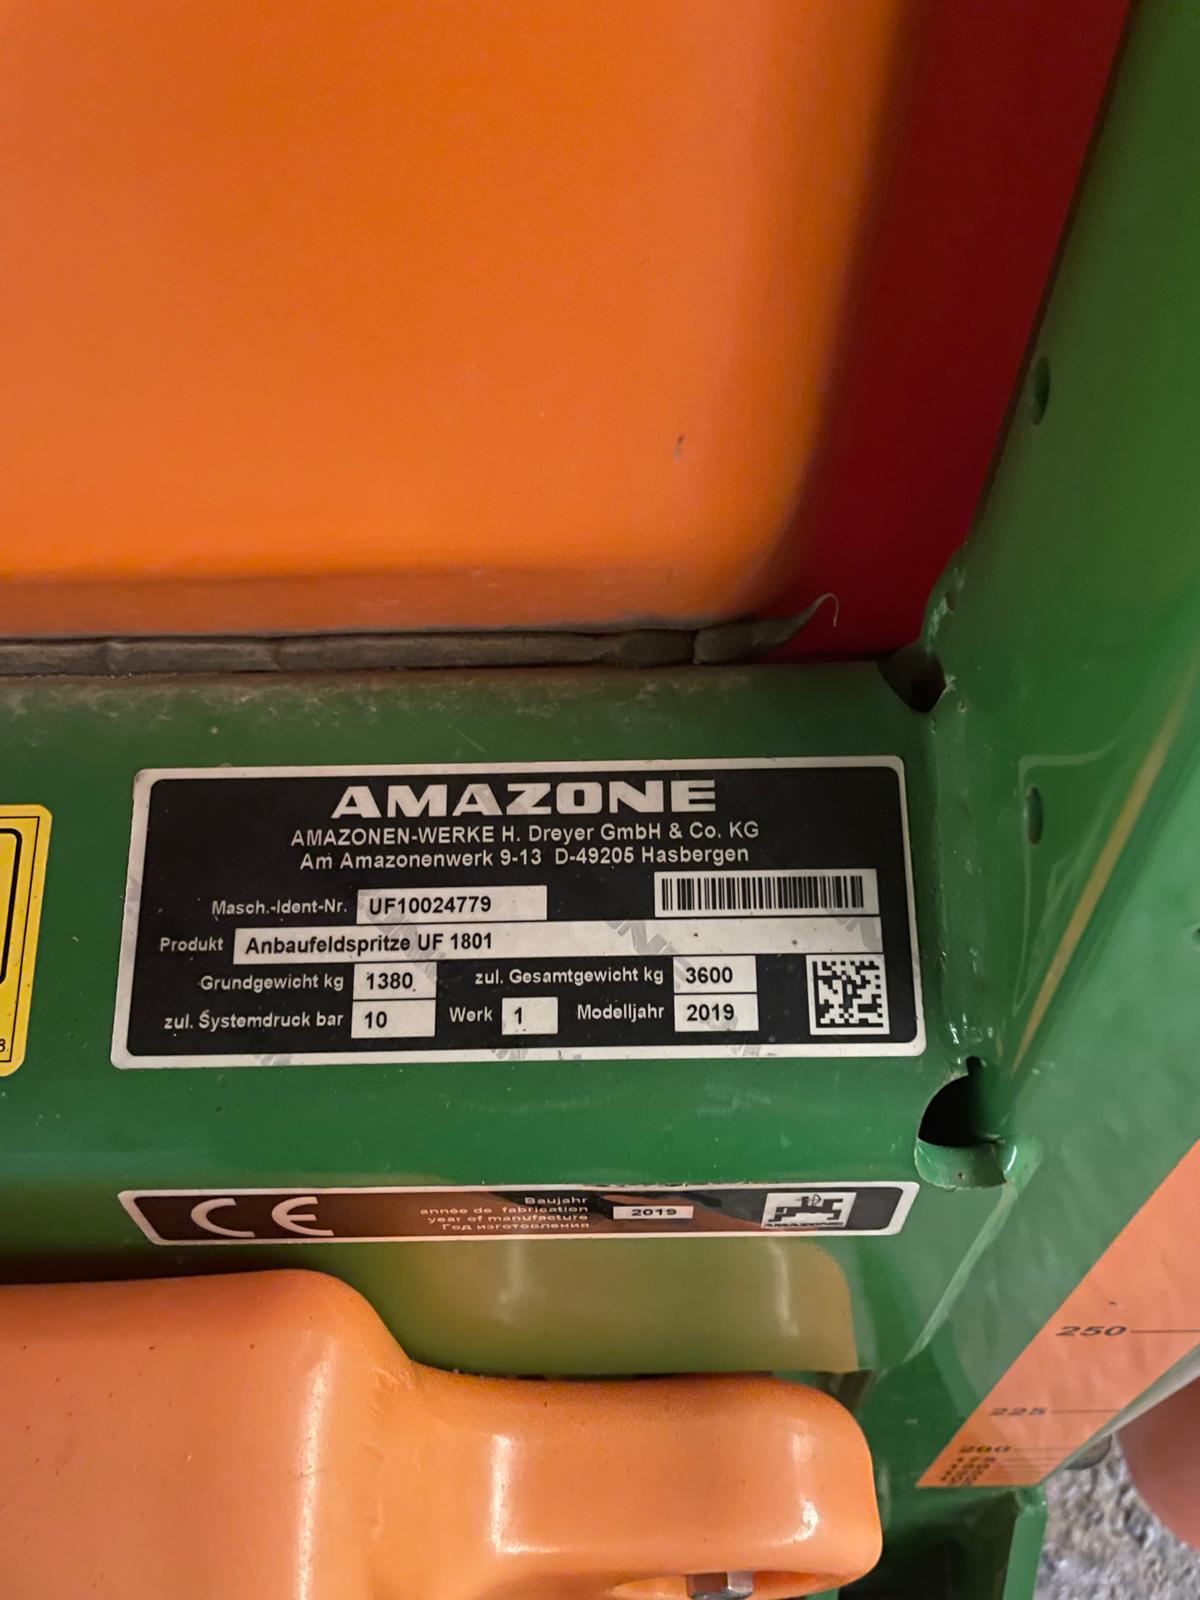 AMAZONE
AMAZONEN-WERKE H. Dreyer GmbH & Co. KG
Am Amazonenwerk 9-13 D-49205 Hasbergen
Masch.-Ident-Nr. UF10024779
Produkt Anbaufeldspritze UF 1801
Grundgewicht kg 1380 zul. Gesamtgewicht kg 3600
zul. Systemdruck bar 10 Werk 1 Modelljahr 2019
CE
Baujahr
année de fabrication
year of manufacture
Год изготовления
2019
AMAZONE
250
225
200